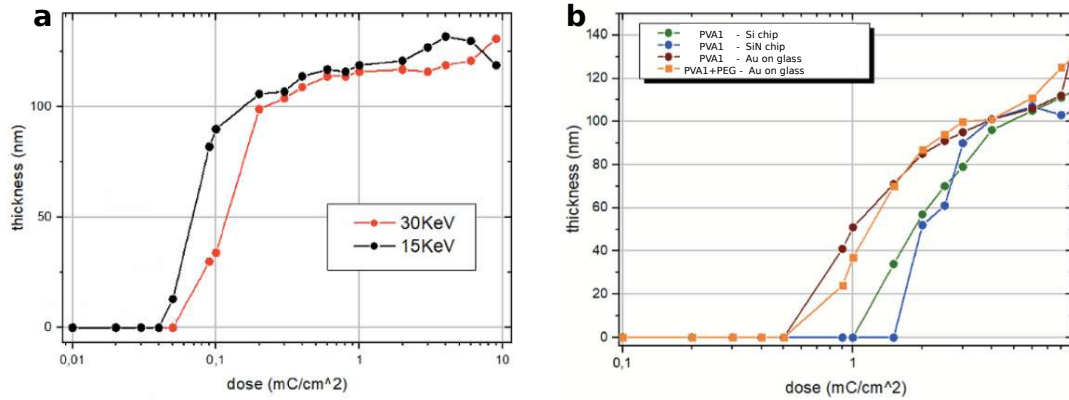 a
100
50
0
thickness (nm)
30KeV
15KeV
0,01
0,1
1
10
dose (mC/cm^2)
b
140
120
100
80
60
40
20
0
thickness (nm)
PVA1 - Si chip
PVA1 - SiN chip
PVA1 - Au on glass
PVA1+PEG - Au on glass
0,1
1
dose (mC/cm^2)